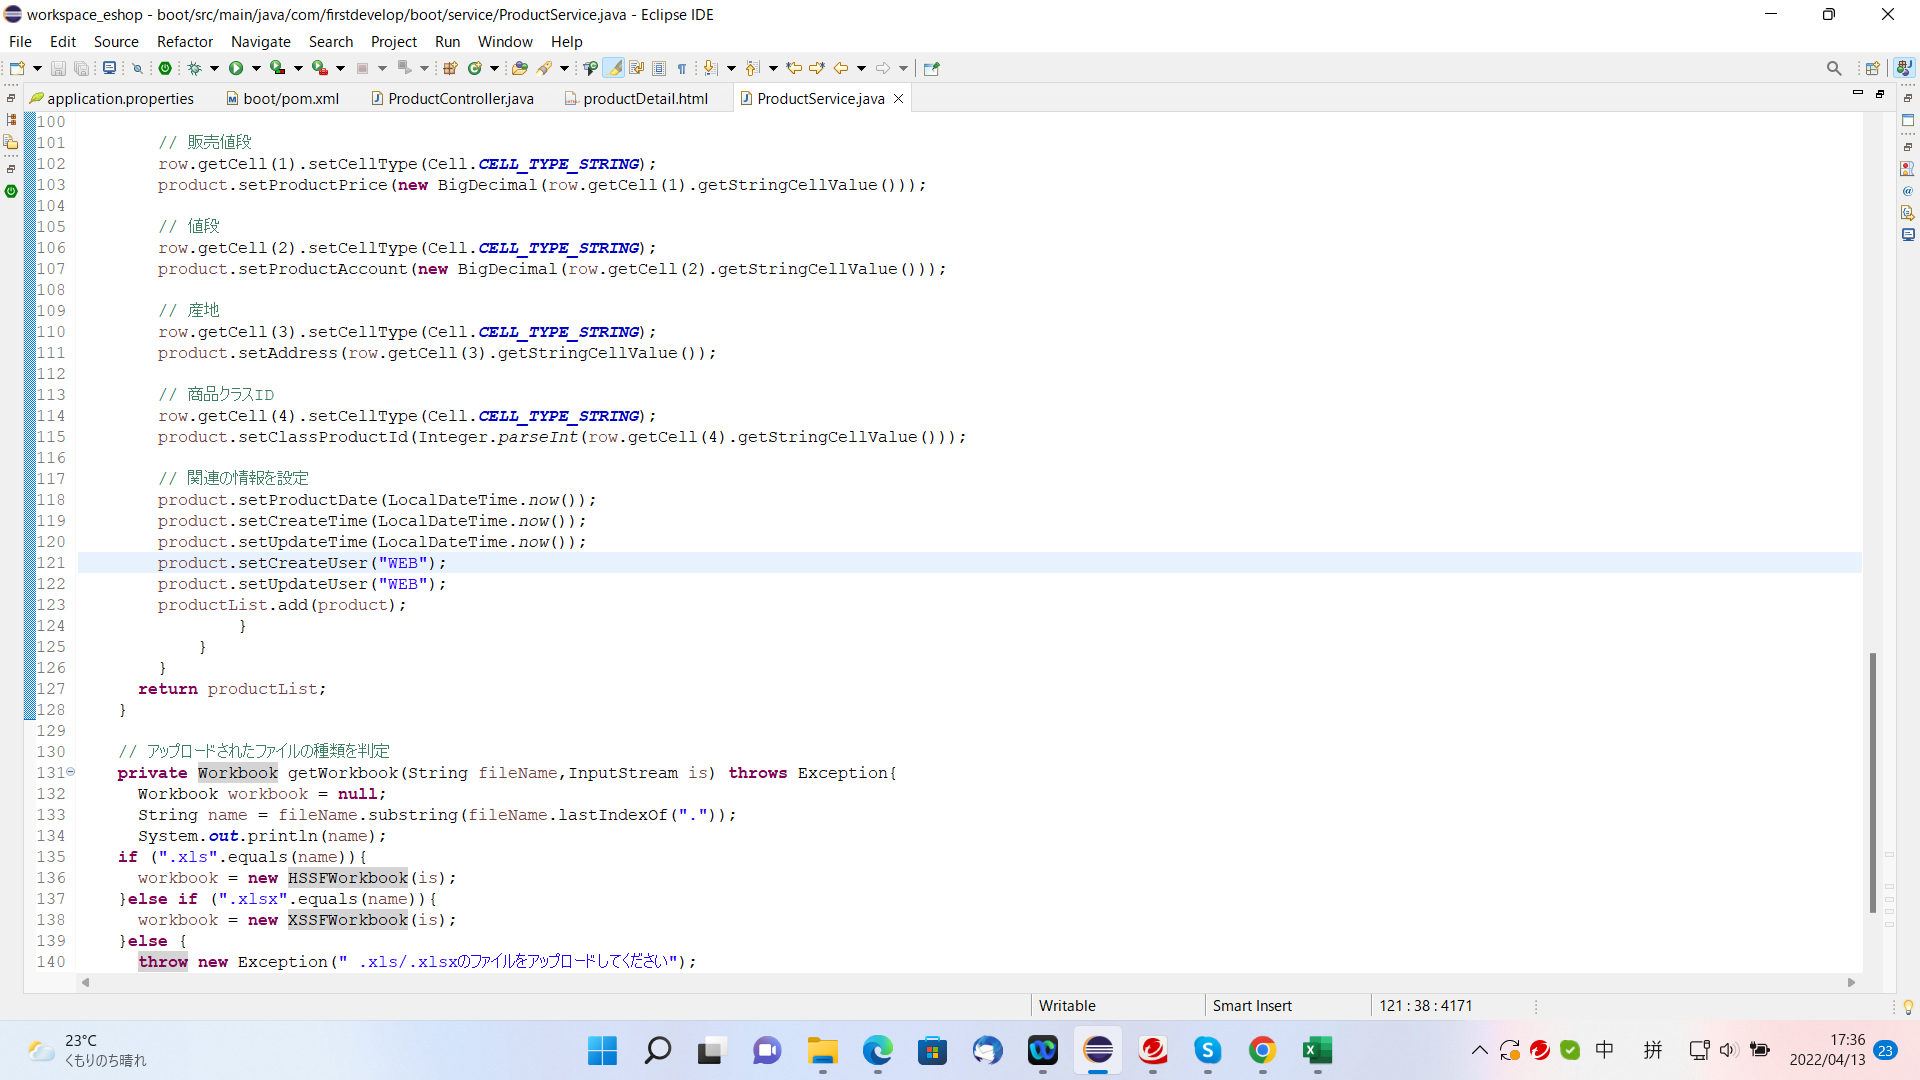 workspace_eshop - boot/src/main/java/com/firstdevelop/boot/service/ProductService.java - Eclipse IDE
File Edit Source Refactor Navigate Search Project Run Window Help
application.properties boot/pom.xml ProductController.java productDetail.html ProductService.java
100
101 // 販売値段
102 row.getCell(1).setCellType(Cell.CELL_TYPE_STRING);
103 product.setProductPrice(new BigDecimal(row.getCell(1).getStringCellValue()));
104
105 // 値段
106 row.getCell(2).setCellType(Cell.CELL_TYPE_STRING);
107 product.setProductAccount(new BigDecimal(row.getCell(2).getStringCellValue()));
108
109 // 産地
110 row.getCell(3).setCellType(Cell.CELL_TYPE_STRING);
111 product.setAddress(row.getCell(3).getStringCellValue());
112
113 // 商品クラスID
114 row.getCell(4).setCellType(Cell.CELL_TYPE_STRING);
115 product.setClassProductId(Integer.parseInt(row.getCell(4).getStringCellValue()));
116
117 // 関連の情報を設定
118 product.setProductDate(LocalDateTime.now());
119 product.setCreateTime(LocalDateTime.now());
120 product.setUpdateTime(LocalDateTime.now());
121 product.setCreateUser("WEB");
122 product.setUpdateUser("WEB");
123 productList.add(product);
124 }
125 }
126 }
127 return productList;
128 }
129
130 // アップロードされたファイルの種類を判定
131 private Workbook getWorkbook(String fileName,InputStream is) throws Exception{
132 Workbook workbook = null;
133 String name = fileName.substring(fileName.lastIndexOf("."));
134 System.out.println(name);
135 if (".xls".equals(name)){
136 workbook = new HSSFWorkbook(is);
137 }else if (".xlsx".equals(name)){
138 workbook = new XSSFWorkbook(is);
139 }else {
140 throw new Exception(" .xls/.xlsxのファイルをアップロードしてください");
Writable Smart Insert 121 : 38 : 4171
23°C
くもりのち晴れ
中 拼
17:36
2022/04/13 23